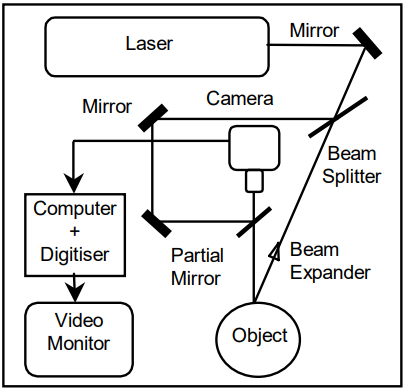 Laser
Mirror
Mirror
Camera
Beam
Splitter
Computer
+
Digitiser
Partial
Mirror
Beam
Expander
Video
Monitor
Object